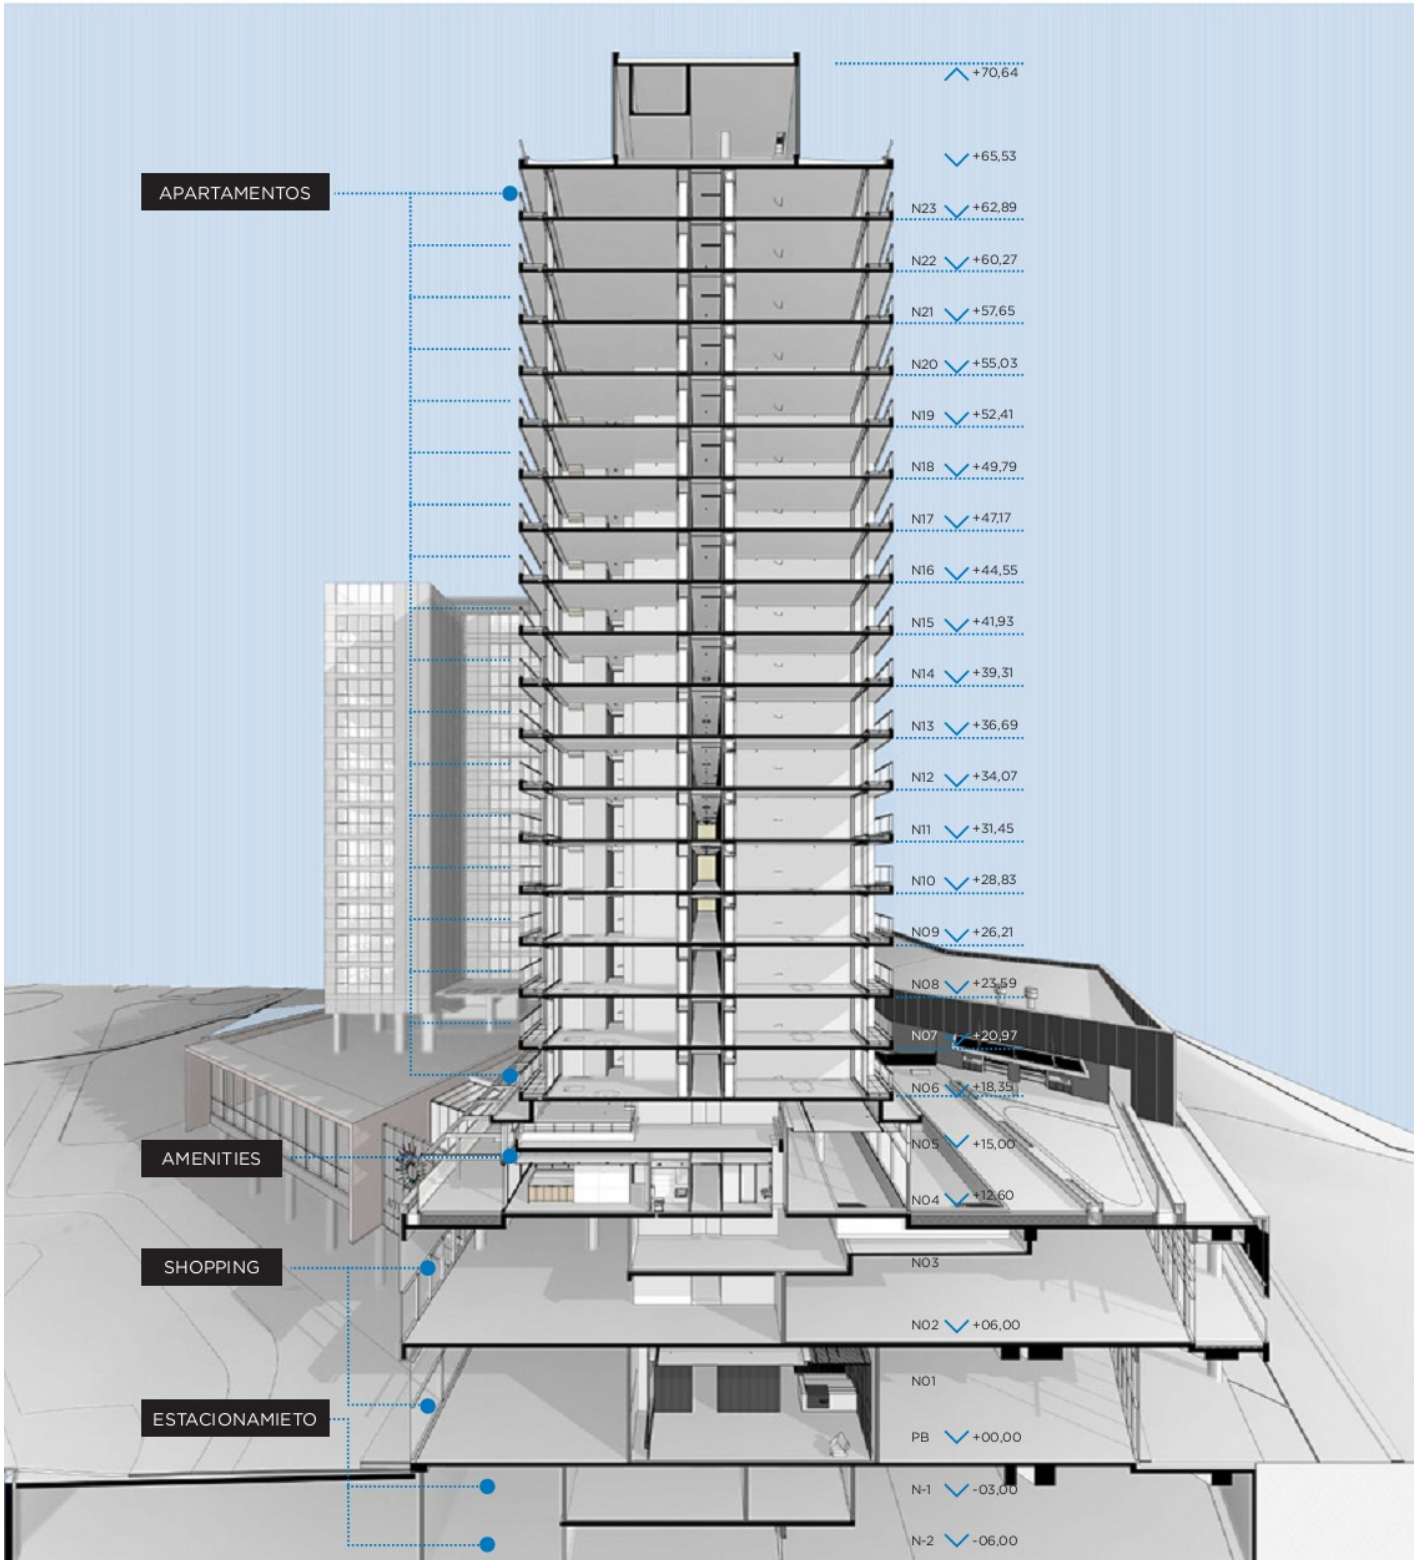 +70,64
+65,53
APARTAMENTOS
N23 +62,89
N22 +60,27
N21 +57,65
N20 +55,03
N19 +52,41
N18 +49,79
N17 +47,17
N16 +44,55
N15 +41,93
N14 +39,31
N13 +36,69
N12 +34,07
N11 +31,45
N10 +28,83
N09 +26,21
N08 +23,59
N07 +20,97
N06 +18,35
N05 +15,00
AMENITIES
N04 +12,60
SHOPPING
N03
N02 +06,00
N01
ESTACIONAMIETO
PB +00,00
N-1 -03,00
N-2 -06,00